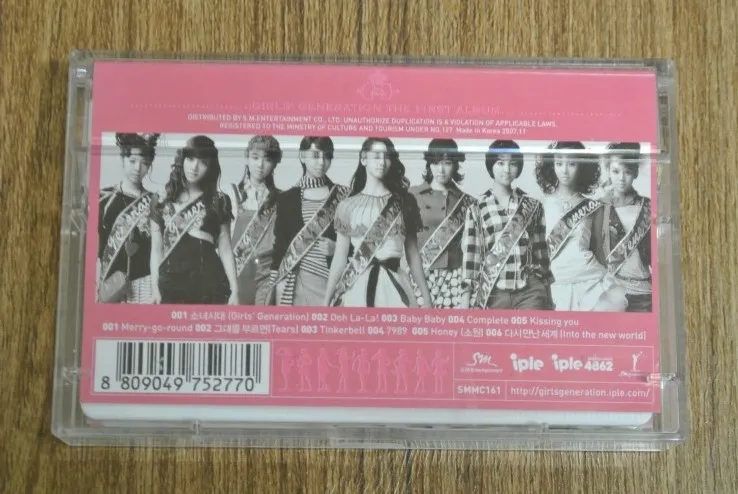 GIRLS' GENERATION THE FIRST ALBUM
DISTRIBUTED BY S.M.ENTERTAINMENT CO., LTD. UNAUTHORIZE DUPLICATION IS A VIOLATION OF APPLICABLE LAWS.
REGISTERED TO THE MINSTRY OF CULTURE AND TOURISM UNDER NO.127 Made in Korea 2007.11
001 소녀시대 (Girls' Generation) 002 Ooh La-La! 003 Baby Baby 004 Complete 005 Kissing you
001 Merry-go-round 002 그대를 부르면(Tears) 003 Tinkerbell 004 7989 005 Honey (소원) 006 다시만난 세계 (Into the new world)
8 809049 752770
SM
S.M.Entertainment
iple
iple 4862
SMMC161
http://girlsgeneration.iple.com/